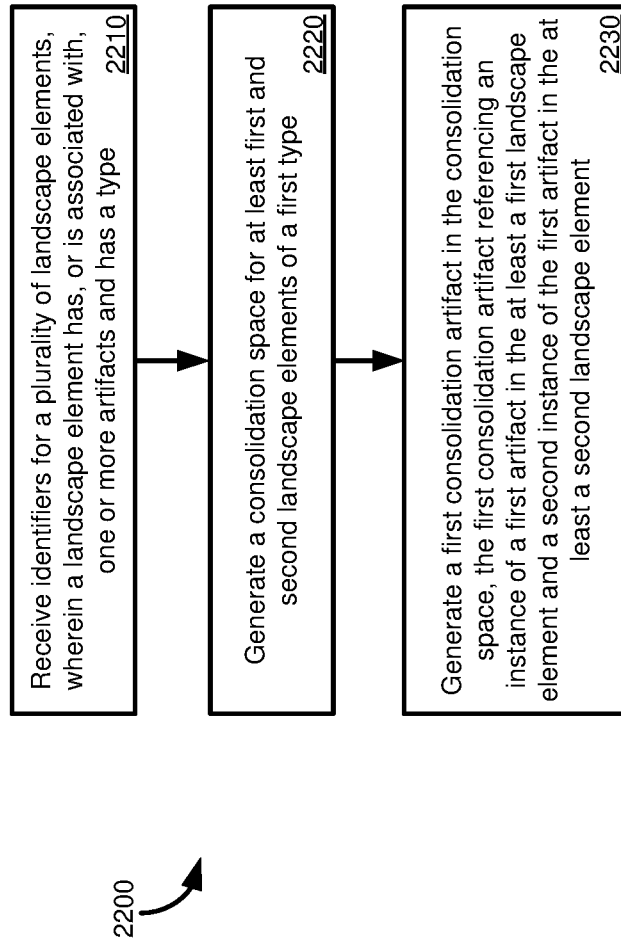 2200
Receive identifiers for a plurality of landscape elements,
wherein a landscape element has, or is associated with,
one or more artifacts and has a type
2210
Generate a consolidation space for at least first and
second landscape elements of a first type
2220
Generate a first consolidation artifact in the consolidation
space, the first consolidation artifact referencing an
instance of a first artifact in the at least a first landscape
element and a second instance of the first artifact in the at
least a second landscape element
2230